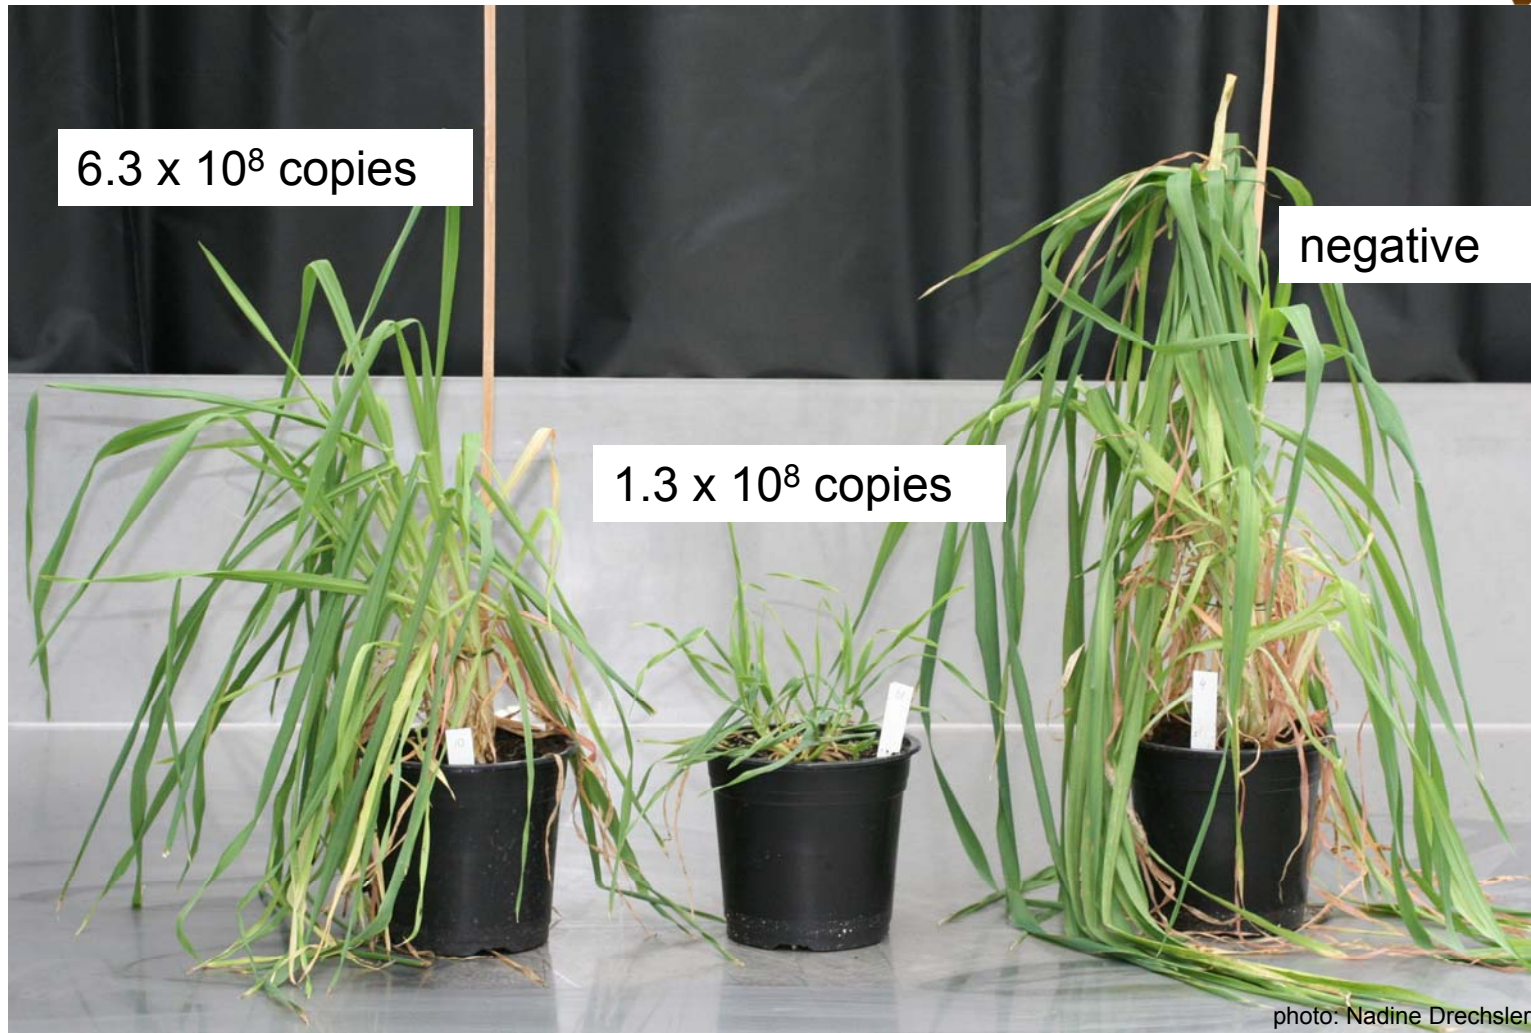 6.3 x 10⁸ copies
negative
1.3 x 10⁸ copies
photo: Nadine Drechsler